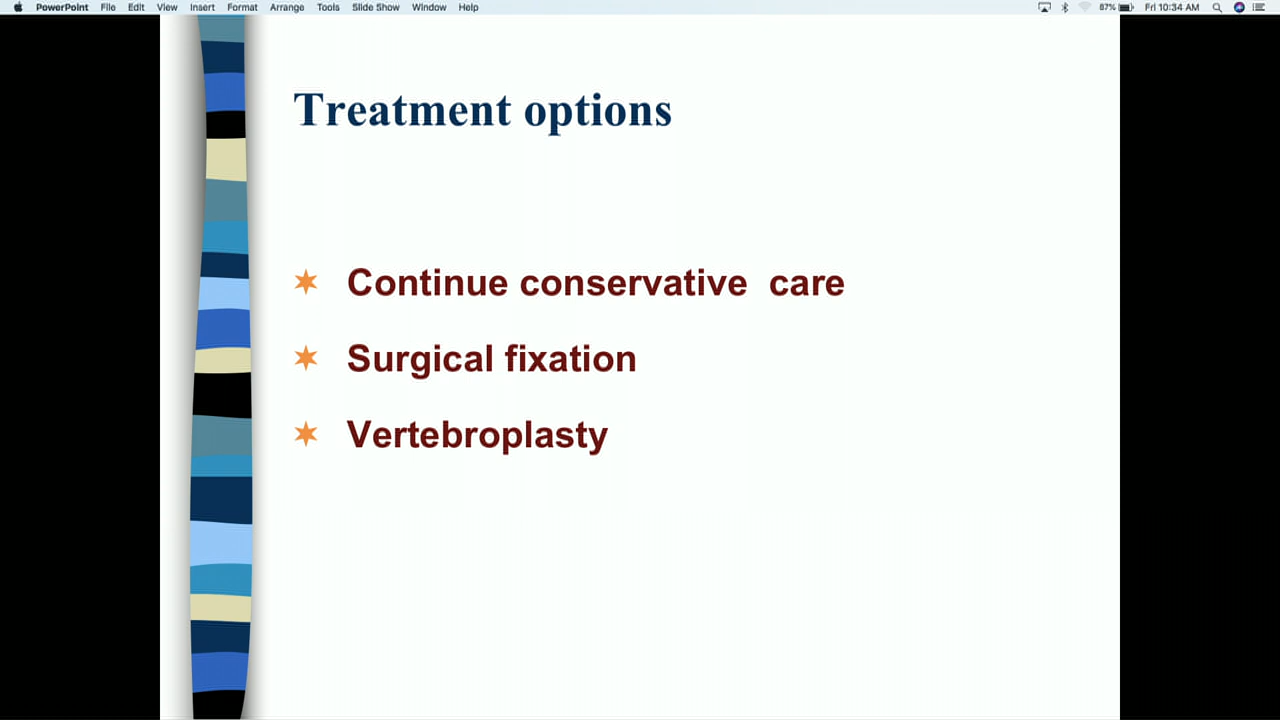 PowerPoint File Edit View Insert Format Arrange Tools Slide Show Window Help 87% Fri 10:34 AM
Treatment options
Continue conservative care
Surgical fixation
Vertebroplasty